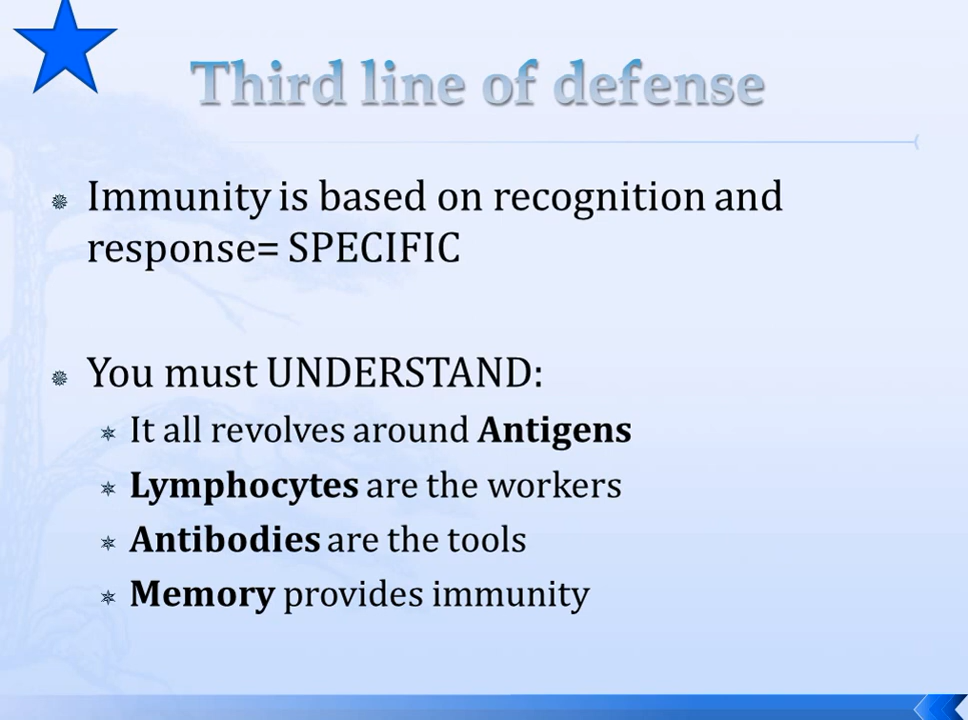 Third line of defense
Immunity is based on recognition and
response= SPECIFIC
You must UNDERSTAND:
It all revolves around Antigens
Lymphocytes are the workers
Antibodies are the tools
Memory provides immunity